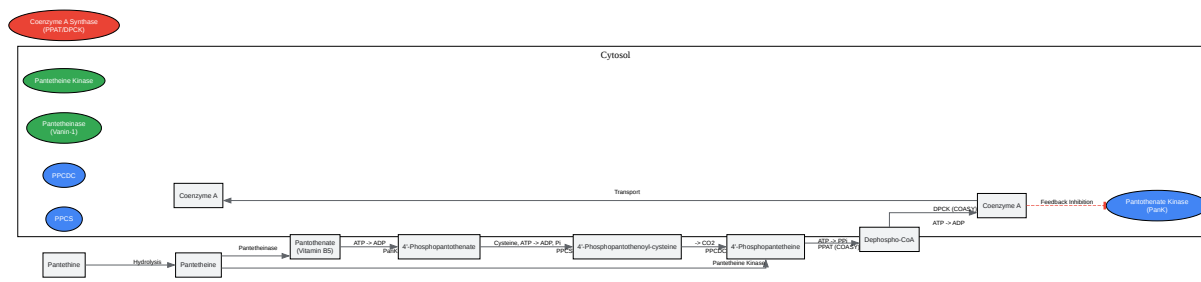 Coenzyme A Synthase
(PPAT/DPCK)
Cytosol
Pantetheine Kinase
Pantetheinase
(Vanin-1)
PPCDC
PPCS
Coenzyme A
Transport
Coenzyme A
Feedback Inhibition
Pantothenate Kinase
(PanK)
DPCK (COASY)
ATP -> ADP
Pantethine
Hydrolysis
Pantetheine
Pantetheinase
Pantothenate
(Vitamin B5)
ATP -> ADP
PanK
4'-Phosphopantothenate
Cysteine, ATP -> ADP, Pi
PPCS
4'-Phosphopantothenoyl-cysteine
-> CO2
PPCDC
4'-Phosphopantetheine
ATP -> PPi
PPAT (COASY)
Dephospho-CoA
Pantetheine Kinase